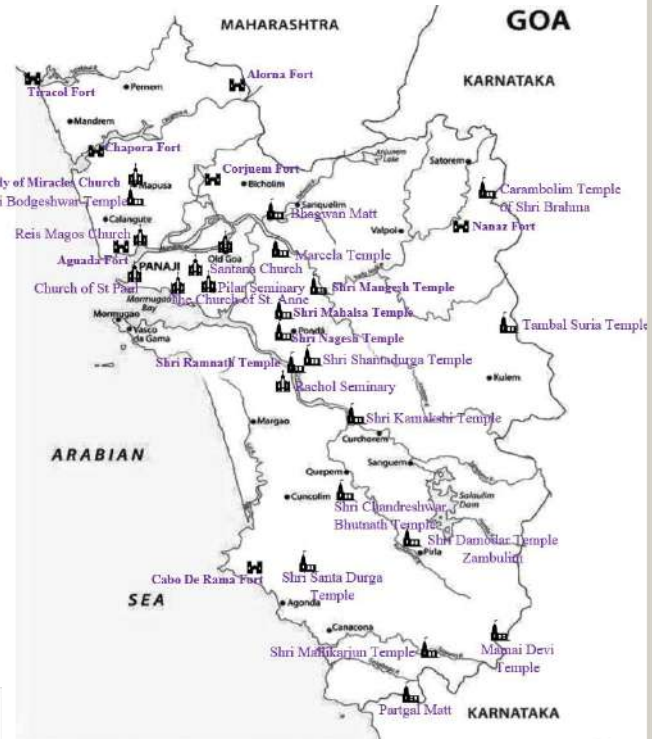 GOA
MAHARASHTRA
KARNATAKA
Tiracol Fort
Pernem
Alorna Fort
Mandrem
Chapora Fort
Satorem
dy of Miracles Church
Mapusa
Corjuem Fort
Bicholim
i Bodgeshwar Temple
Sanquelim
Bhagwan Matt
Carambolim Temple
of Shri Brahma
Calangute
Valpoi
Nanaz Fort
Reis Magos Church
Old Goa
Marcela Temple
Aguada Fort
PANAJI
Santana Church
Church of St Paul
Pilar Seminary
The Church of St. Anne
Shri Mangesh Temple
Mormugao
Bay
Mormugao
Shri Mahalsa Temple
Vasco
da Gama
Ponda
Shri Nagesh Temple
Tambal Suria Temple
Shri Ramnath Temple
Shri Shantadurga Temple
Rachol Seminary
Kulem
Margao
Shri Kamakshi Temple
Curchorem
ARABIAN
Sanguem
Quepem
Cuncolim
Salaulim
Dam
Shri Chandreshwar
Bhutnath Temple
Shri Damodar Temple
Zambulim
Pirla
Cabo De Rama Fort
Shri Santa Durga
Temple
SEA
Agonda
Canacona
Shri Mallikarjun Temple
Mamai Devi
Temple
Partgal Matt
KARNATAKA